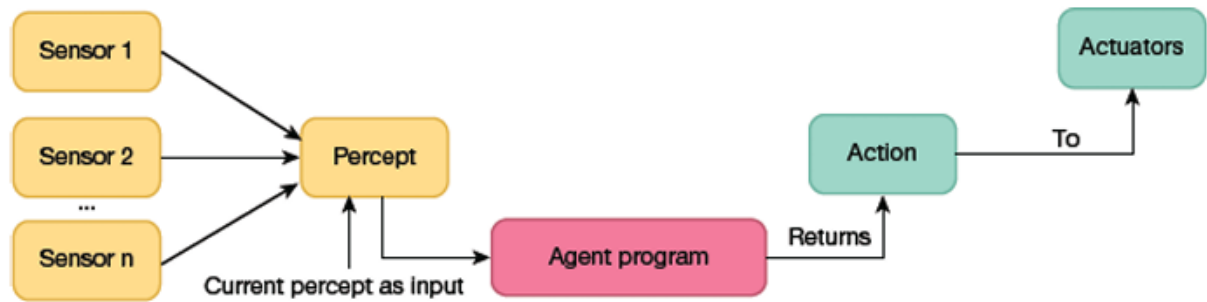 Sensor 1
Sensor 2
...
Sensor n
Percept
Current percept as input
Agent program
Returns
Action
To
Actuators